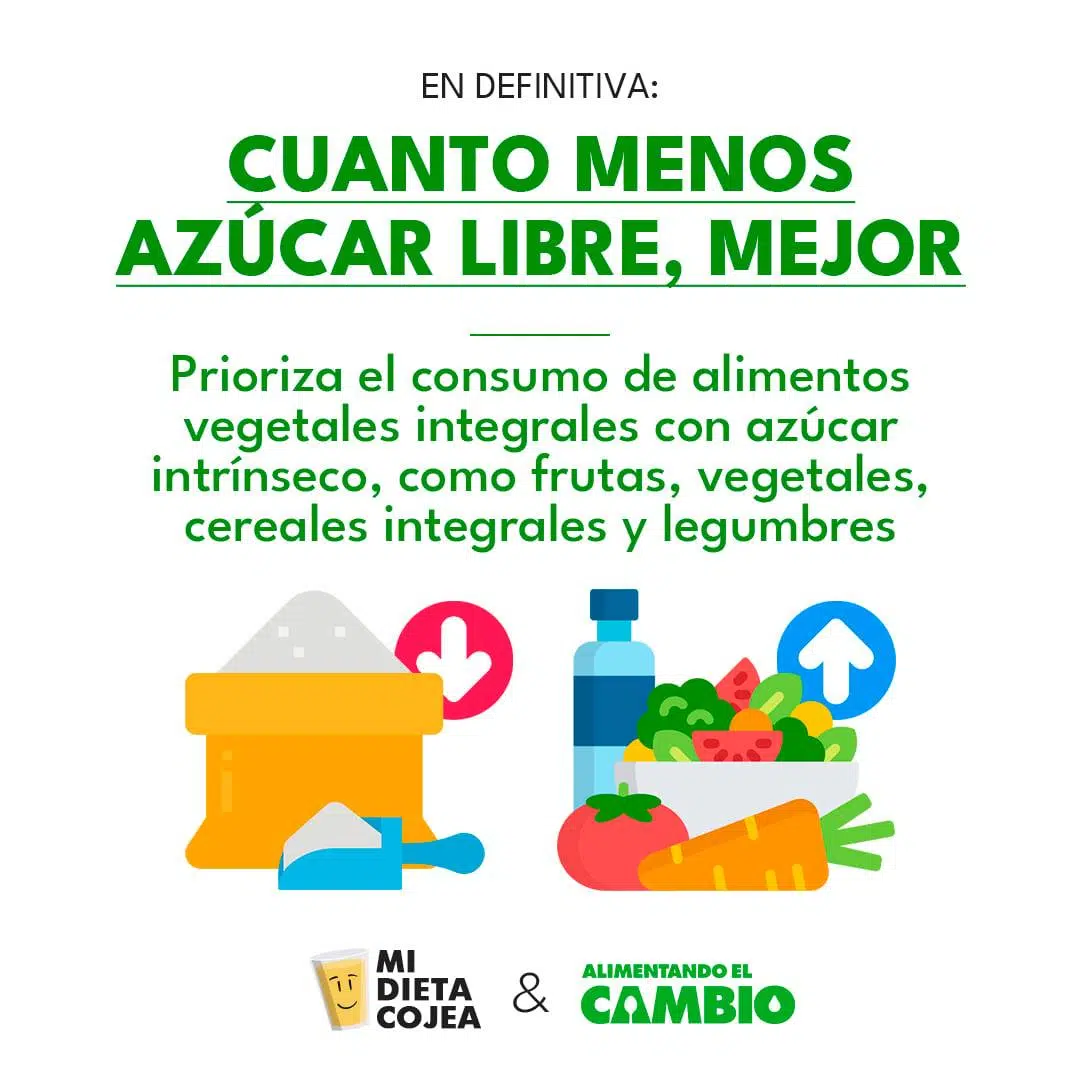 EN DEFINITIVA:
CUANTO MENOS
AZÚCAR LIBRE, MEJOR
Prioriza el consumo de alimentos
vegetales integrales con azúcar
intrínseco, como frutas, vegetales,
cereales integrales y legumbres
MI
DIETA
COJEA
&
ALIMENTANDO EL
CAMBIO